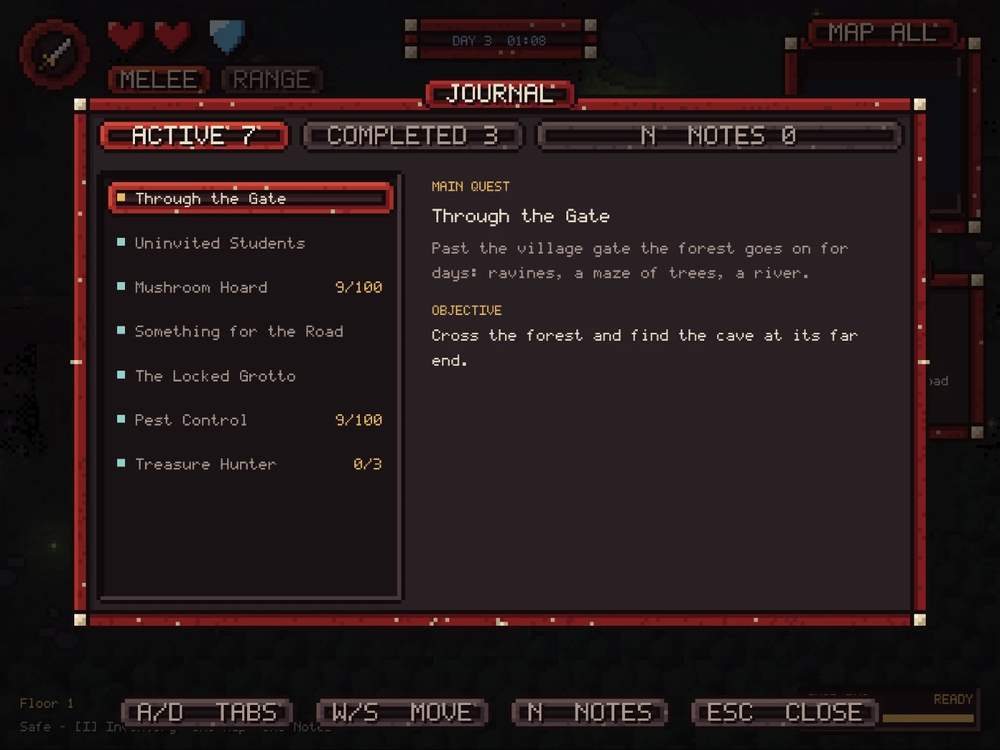 DAY 3 01:08
MAP ALL
MELEE RANGE
JOURNAL
ACTIVE 7 COMPLETED 3 N NOTES 0
Through the Gate
Uninvited Students
Mushroom Hoard 9/100
Something for the Road
The Locked Grotto
Pest Control 9/100
Treasure Hunter 0/3
MAIN QUEST
Through the Gate
Past the village gate the forest goes on for
days: ravines, a maze of trees, a river.
OBJECTIVE
Cross the forest and find the cave at its far
end.
Floor 1
READY
A/D TABS W/S MOVE N NOTES ESC CLOSE
Safe - [I]